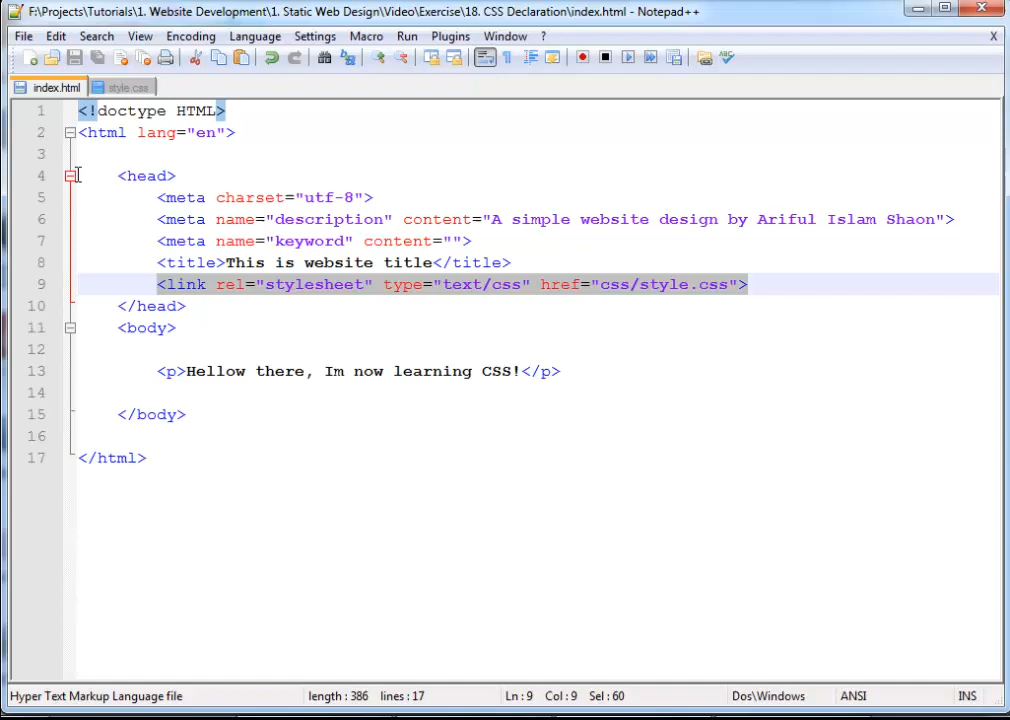 F:\Projects\Tutorials\1. Website Development\1. Static Web Design\Video\Exercise\18. CSS Declaration\index.html - Notepad++
File Edit Search View Encoding Language Settings Macro Run Plugins Window ? X
index.html style.css
1 <!doctype HTML>
2 <html lang="en">
3
4 <head>
5 <meta charset="utf-8">
6 <meta name="description" content="A simple website design by Ariful Islam Shaon">
7 <meta name="keyword" content="">
8 <title>This is website title</title>
9 <link rel="stylesheet" type="text/css" href="css/style.css">
10 </head>
11 <body>
12
13 <p>Hellow there, Im now learning CSS!</p>
14
15 </body>
16
17 </html>
Hyper Text Markup Language file length : 386 lines : 17 Ln : 9 Col : 9 Sel : 60 Dos\Windows ANSI INS